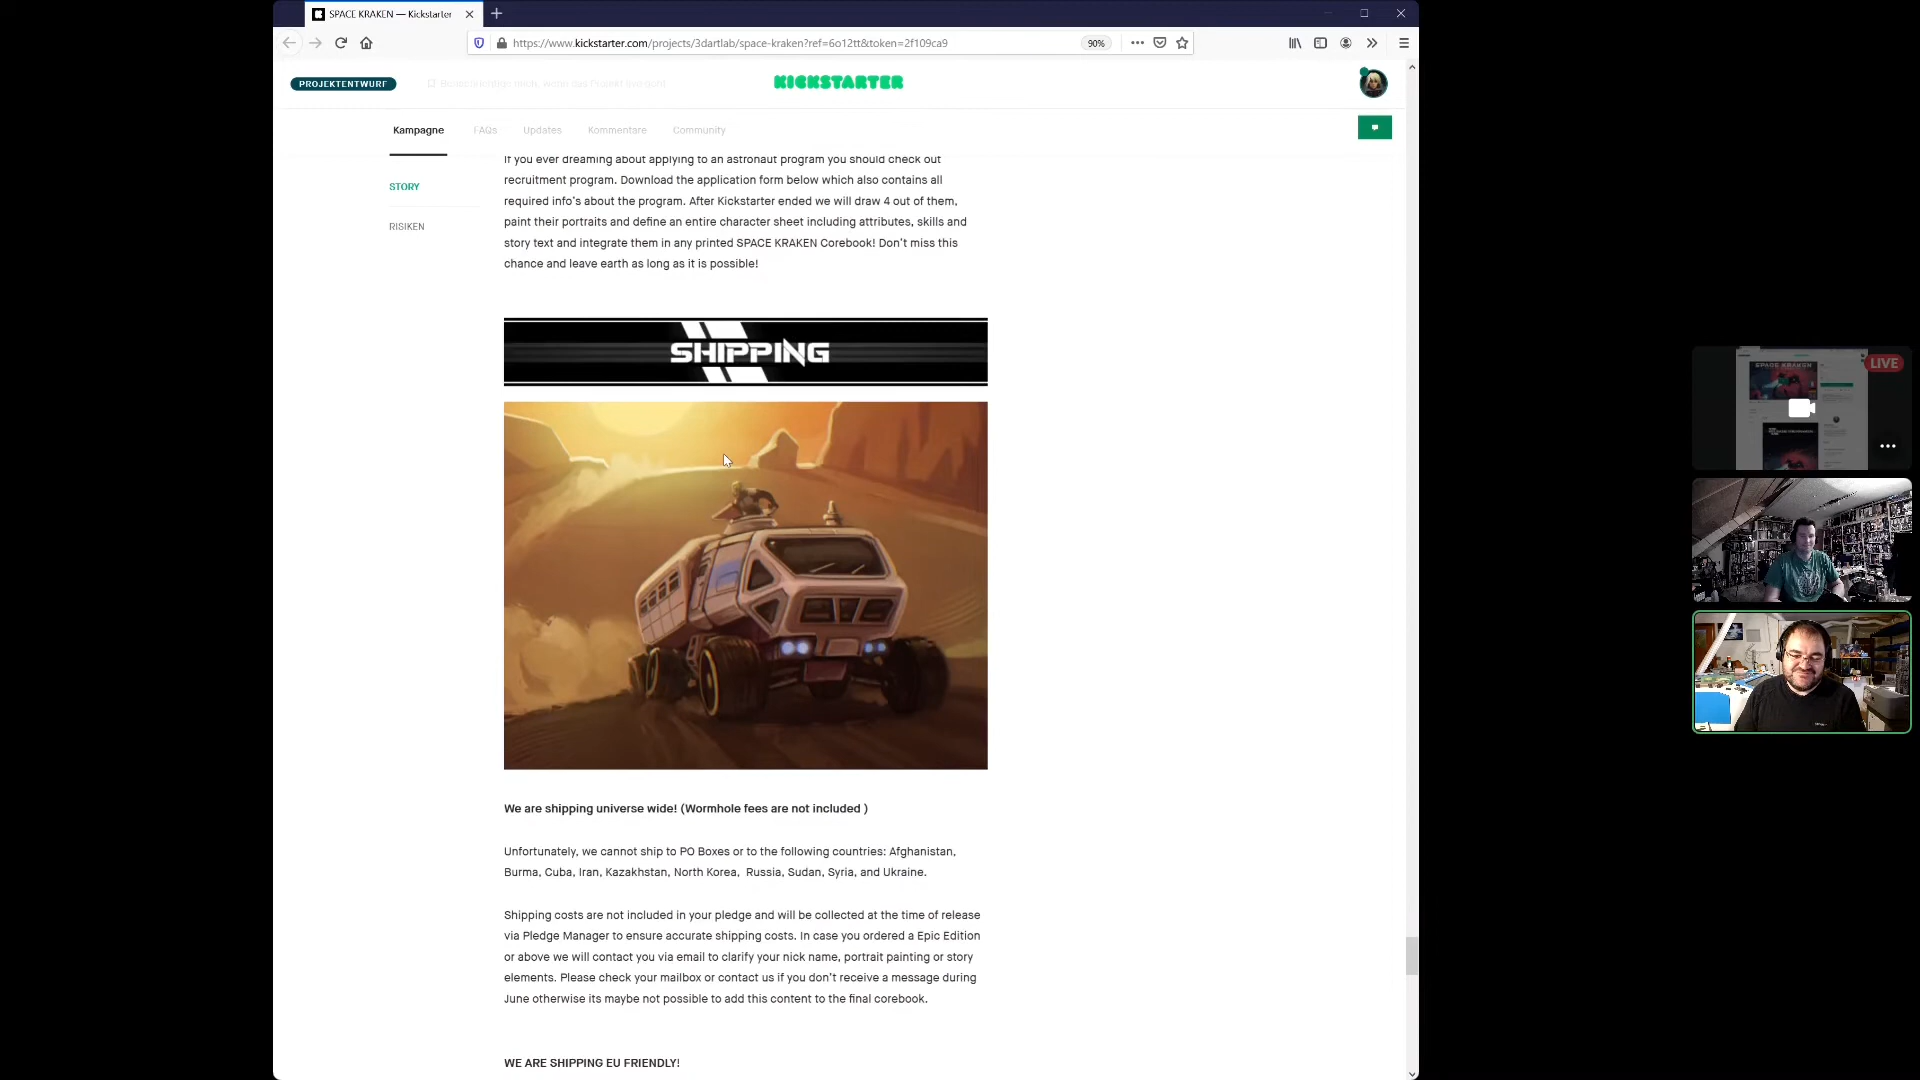 SPACE KRAKEN — Kickstarter
https://www.kickstarter.com/projects/3dartlab/space-kraken?ref=6o12tt&token=2f109ca9
90%
PROJEKTENTWURF
Benachrichtige mich, wenn das Projekt live geht
KICKSTARTER
Kampagne
FAQs
Updates
Kommentare
Community
STORY
RISIKEN
If you ever dreaming about applying to an astronaut program you should check out
recruitment program. Download the application form below which also contains all
required info's about the program. After Kickstarter ended we will draw 4 out of them,
paint their portraits and define an entire character sheet including attributes, skills and
story text and integrate them in any printed SPACE KRAKEN Corebook! Don't miss this
chance and leave earth as long as it is possible!
SHIPPING
We are shipping universe wide! (Wormhole fees are not included )
Unfortunately, we cannot ship to PO Boxes or to the following countries: Afghanistan,
Burma, Cuba, Iran, Kazakhstan, North Korea, Russia, Sudan, Syria, and Ukraine.
Shipping costs are not included in your pledge and will be collected at the time of release
via Pledge Manager to ensure accurate shipping costs. In case you ordered a Epic Edition
or above we will contact you via email to clarify your nick name, portrait painting or story
elements. Please check your mailbox or contact us if you don't receive a message during
June otherwise its maybe not possible to add this content to the final corebook.
WE ARE SHIPPING EU FRIENDLY!
SPACE KRAKEN
LIVE